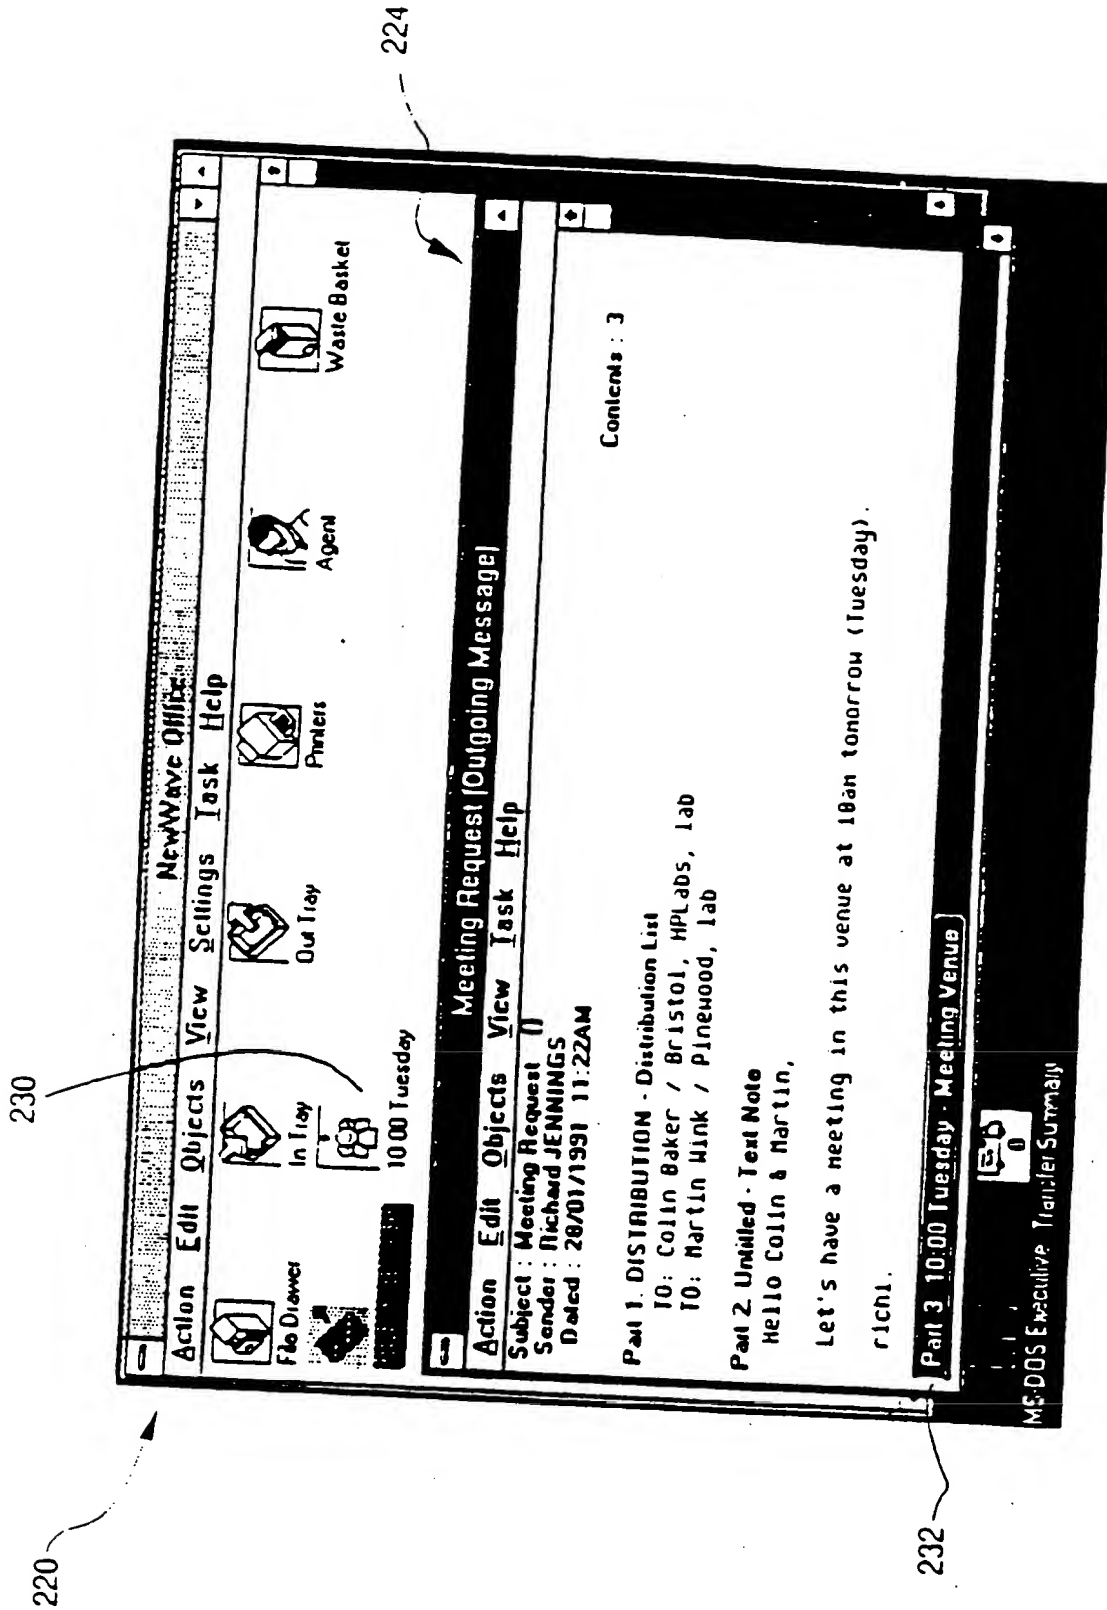 220
230
224
NewWave Office
Action Edit Objects View Settings Task Help
File Drawer
In Tray
Out Tray
Printers
Agent
Waste Basket
10:00 Tuesday
Meeting Request [Outgoing Message]
Action Edit Objects View Task Help
Subject : Meeting Request ()
Sender : Richard JENNINGS
Dated : 28/01/1991 11:22AM
Contents : 3
Part 1. DISTRIBUTION - Distribution List
TO: Colin Baker / Bristol, HPLabs, lab
TO: Martin Wink / Pinewood, lab
Part 2. Untitled - Text Note
Hello Colin & Martin,
Let's have a meeting in this venue at 10am tomorrow (Tuesday).
rich1.
Part 3 10:00 Tuesday - Meeting Venue
232
0
MS-DOS Executive
Transfer Summary